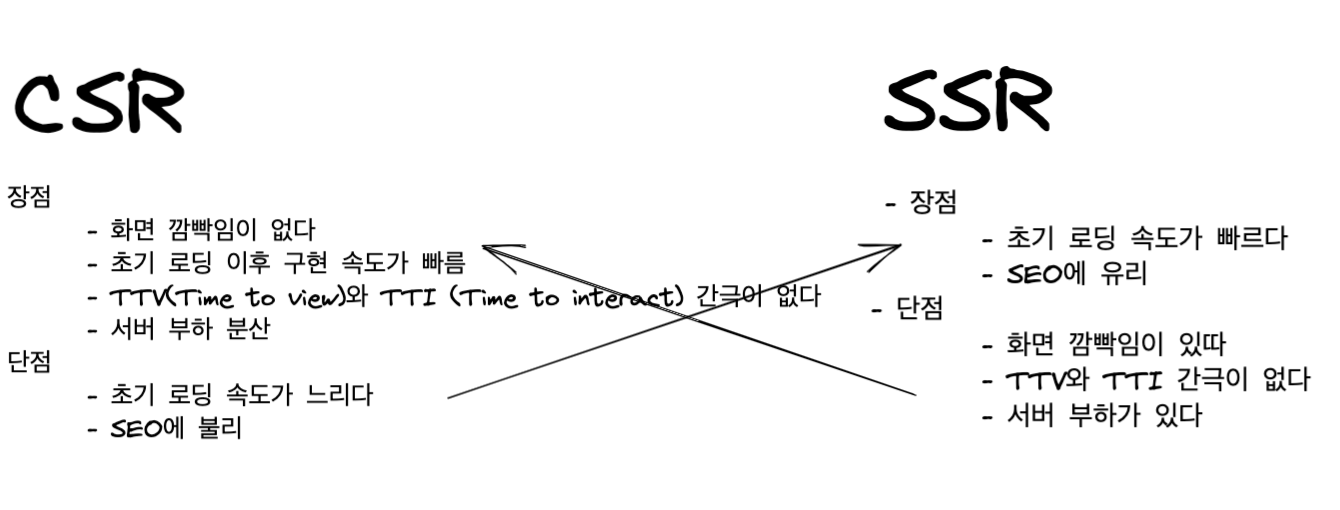 CSR
장점
- 화면 깜빡임이 없다
- 초기 로딩 이후 구현 속도가 빠름
- TTV(Time to view)와 TTI (Time to interact) 간극이 없다
- 서버 부하 분산
단점
- 초기 로딩 속도가 느리다
- SEO에 불리
SSR
- 장점
- 초기 로딩 속도가 빠르다
- SEO에 유리
- 단점
- 화면 깜빡임이 있따
- TTV와 TTI 간극이 없다
- 서버 부하가 있다